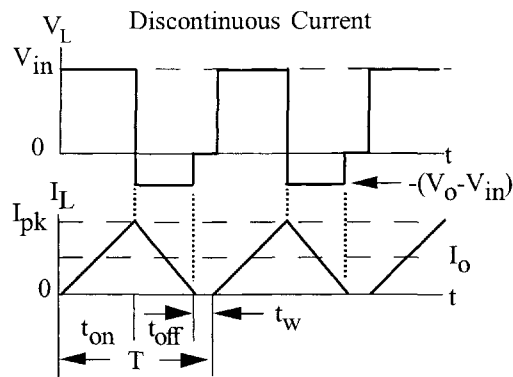 Discontinuous Current
V_L
V_in
0
t
-(V_o-V_in)
I_L
I_pk
I_o
0
t
t_on
t_off
t_w
T